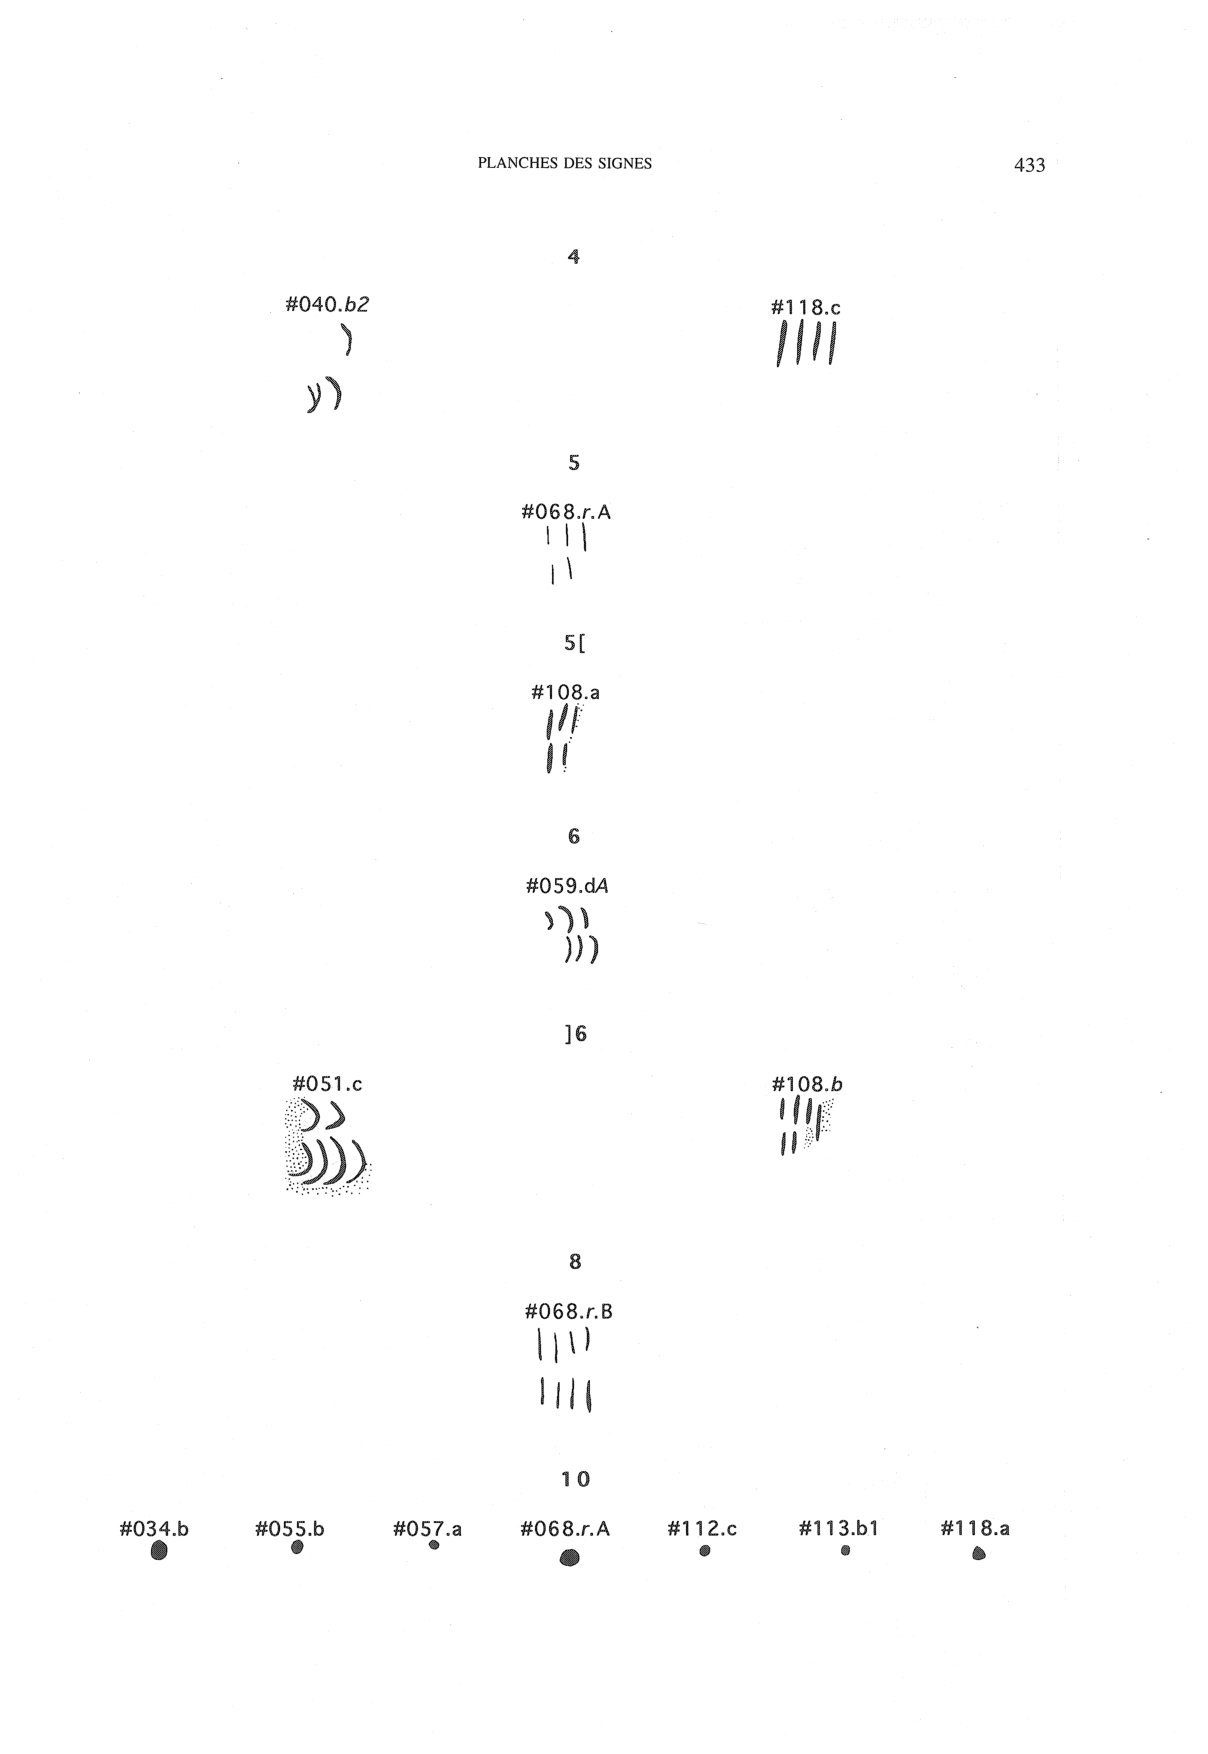 PLANCHES DES SIGNES 433
4
#040.b2 #118.c
5
#068.r.A
5[
#108.a
6
#059.dA
]6
#051.c #108.b
8
#068.r.B
10
#034.b #055.b #057.a #068.r.A #112.c #113.b1 #118.a